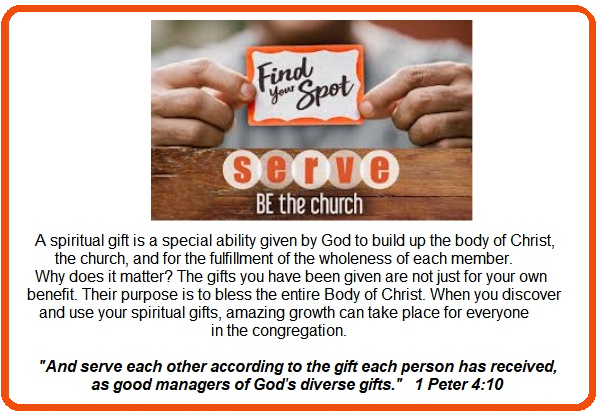 Find
Your Spot
serve
BE the church
A spiritual gift is a special ability given by God to build up the body of Christ,
the church, and for the fulfillment of the wholeness of each member.
Why does it matter? The gifts you have been given are not just for your own
benefit. Their purpose is to bless the entire Body of Christ. When you discover
and use your spiritual gifts, amazing growth can take place for everyone
in the congregation.
"And serve each other according to the gift each person has received,
as good managers of God's diverse gifts."   1 Peter 4:10